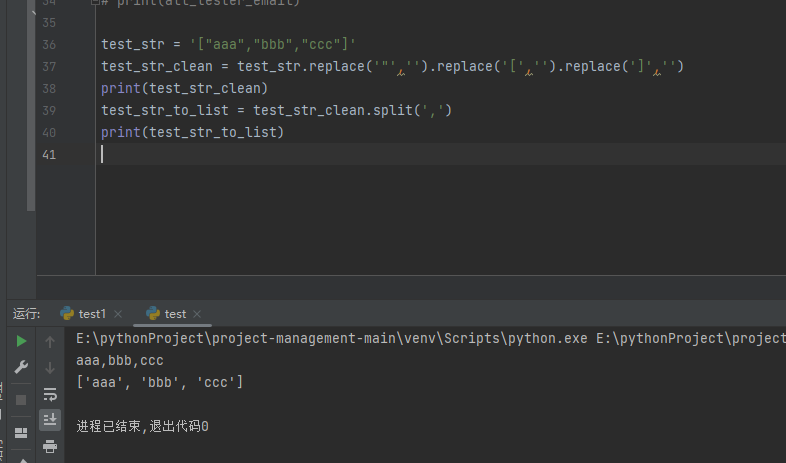 34 # print(all_tester_email)
35
36 test_str = '["aaa","bbb","ccc"]'
37 test_str_clean = test_str.replace('"','').replace('[','').replace(']','')
38 print(test_str_clean)
39 test_str_to_list = test_str_clean.split(',')
40 print(test_str_to_list)
41
运行: test1 × test ×
E:\pythonProject\project-management-main\venv\Scripts\python.exe E:\pythonProject\project
aaa,bbb,ccc
['aaa', 'bbb', 'ccc']
进程已结束,退出代码0